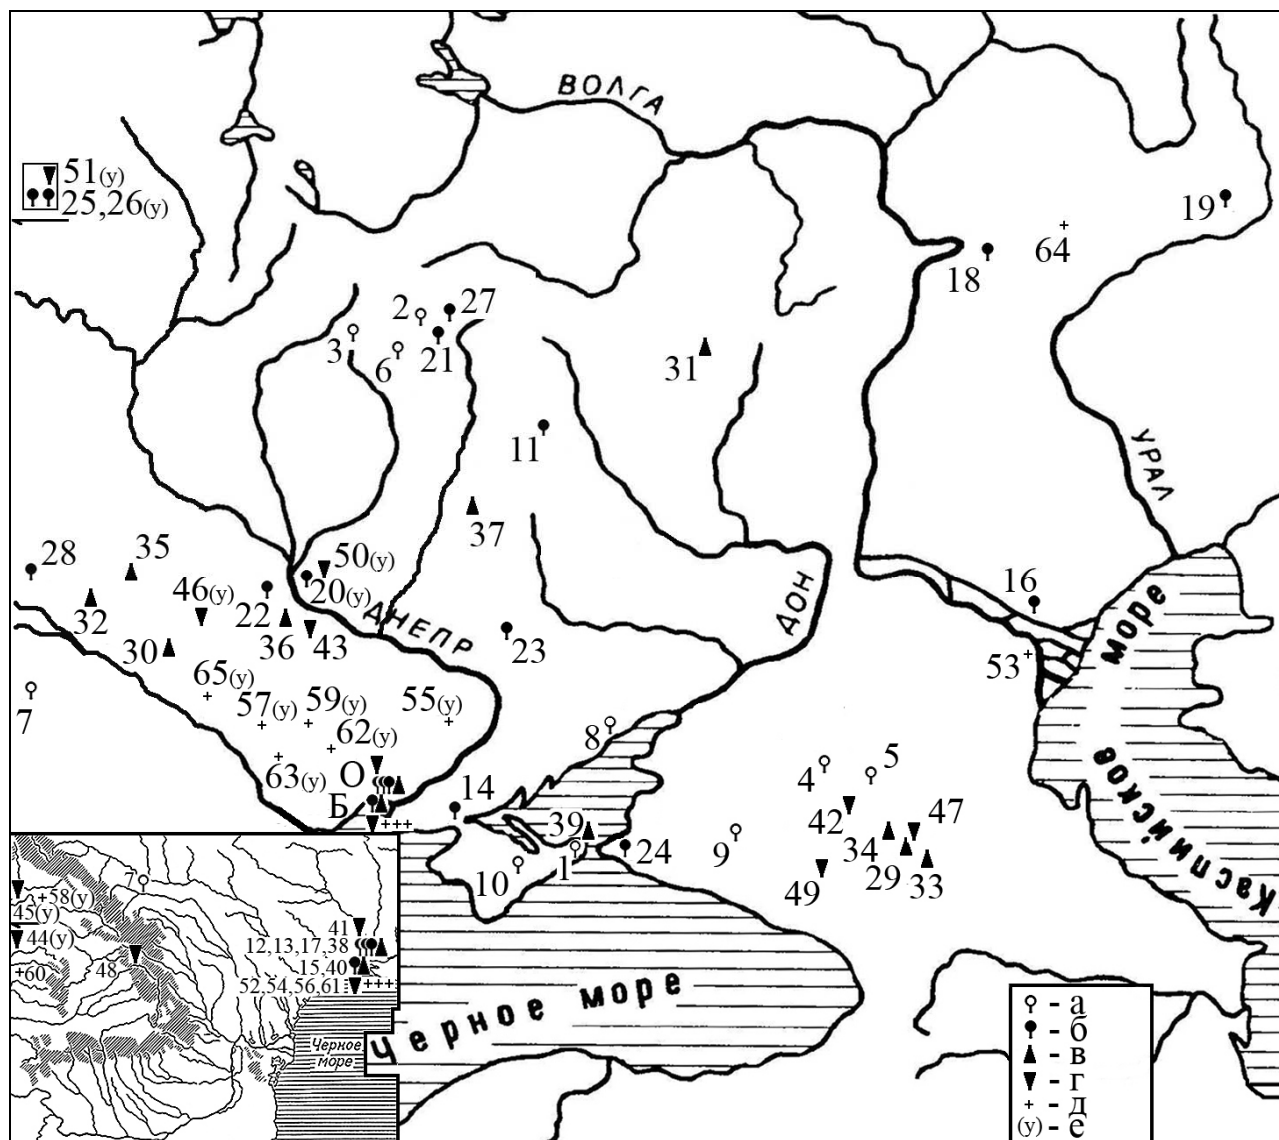 ВОЛГА
51(у)
25,26(у)
19
64
18
2
27
3
6
21
31
11
37
28
35
50(у)
46(у)
22
20(у)
ДНЕПР
32
30
36
43
23
ДОН
УРАЛ
16
53
море
Каспийское
65(у)
57(у)
59(у)
55(у)
7
62(у)
63(у)
О
Б
+++
8
14
4
5
42
47
39
1
24
9
34
29
33
10
49
Черное море
7
+58(у)
45(у)
44(у)
+60
48
41
12,13,17,38
15,40
52,54,56,61
+++
Черное
море
- а
- б
- в
- г
+ - д
(у) - е